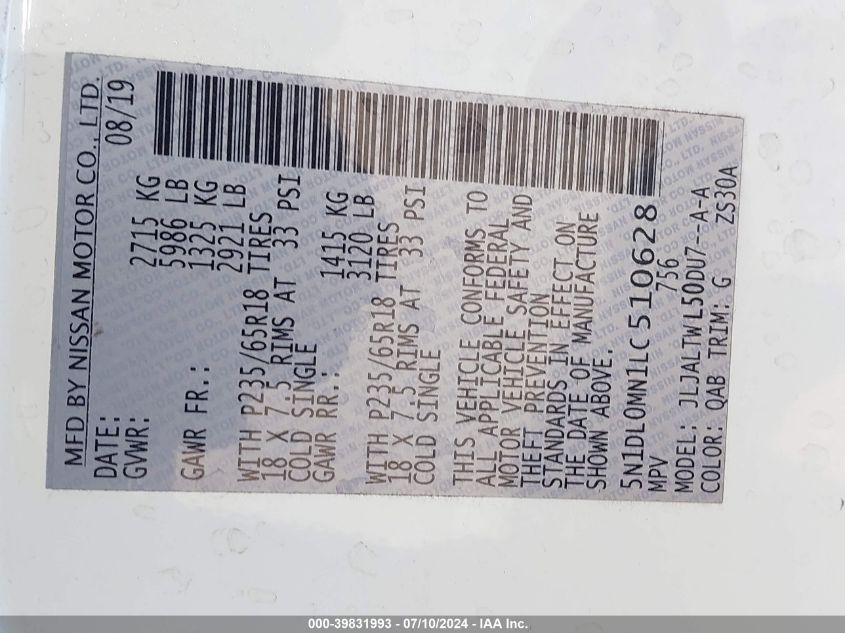 MFD BY NISSAN MOTOR CO., LTD.
DATE: 08/19
GVWR: 2715 KG
5986 LB
GAWR FR.: 1325 KG
2921 LB
WITH P235/65R18 TIRES
18 X 7.5 RIMS AT 33 PSI
COLD SINGLE
GAWR RR.: 1415 KG
3120 LB
WITH P235/65R18 TIRES
18 X 7.5 RIMS AT 33 PSI
COLD SINGLE
THIS VEHICLE CONFORMS TO
ALL APPLICABLE FEDERAL
MOTOR VEHICLE SAFETY AND
THEFT PREVENTION
STANDARDS IN EFFECT ON
THE DATE OF MANUFACTURE
SHOWN ABOVE.
5N1DL0MN1LC510628
MPV 756
MODEL: JLJALTWL50DU7--A-A
COLOR: QAB TRIM: G ZS30A
000-39831993 - 07/10/2024 - IAA Inc.